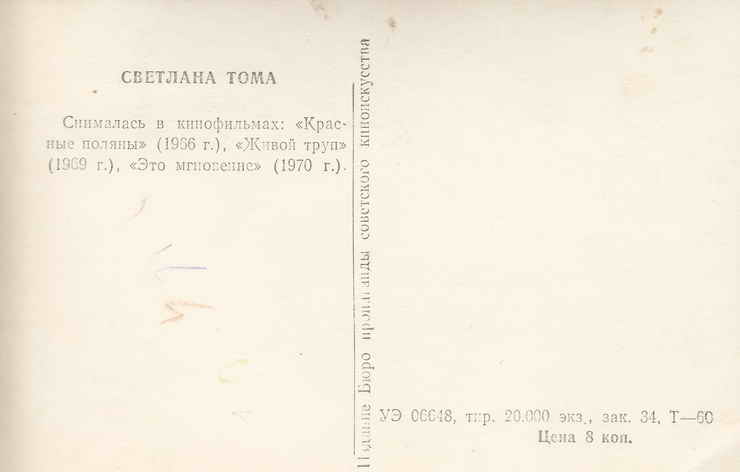 СВЕТЛАНА ТОМА
Снималась в кинофильмах: «Крас-
ные поляны» (1966 г.), «Живой труп»
(1969 г.), «Это мгновение» (1970 г.).
Издание Бюро пропаганды советского киноискусства
УЭ 06648, тир. 20.000 экз., зак. 34, Т—60
Цена 8 коп.